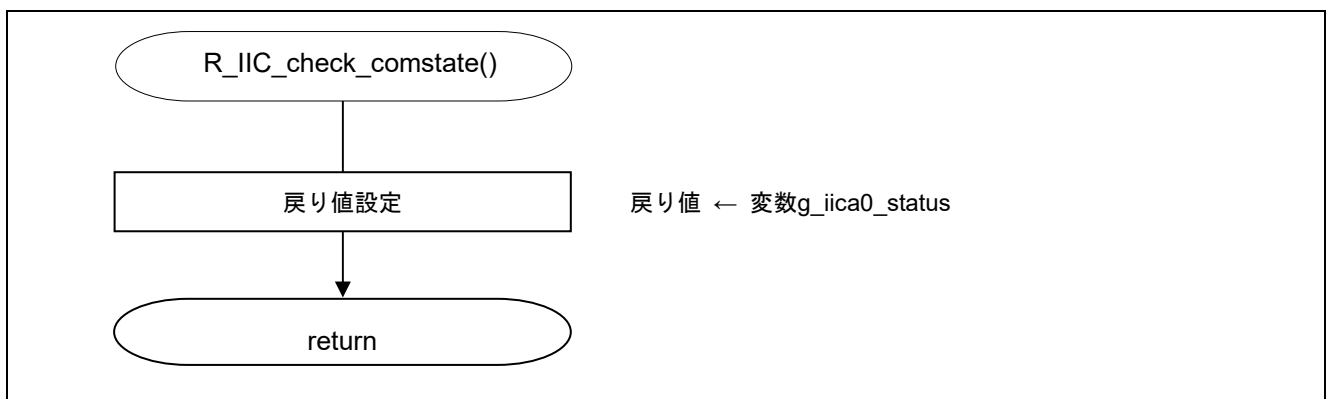 R_IIC_check_comstate()
戻り値設定
戻り値 ← 変数g_iica0_status
return